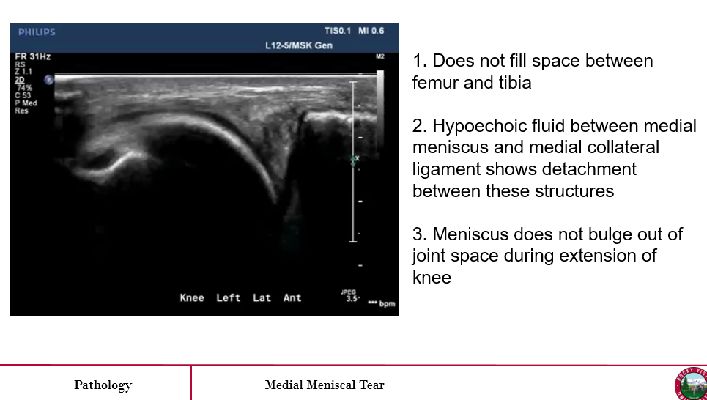 PHILIPS
TIS0.1 MI 0.6
L12-5/MSK Gen
FR 31Hz
RS
Z 1.1
2D
74%
C 53
P Med
Res
M2
x
Knee Left Lat Ant
JPEG
3.5
*** bpm
1. Does not fill space between
femur and tibia
2. Hypoechoic fluid between medial
meniscus and medial collateral
ligament shows detachment
between these structures
3. Meniscus does not bulge out of
joint space during extension of
knee
Pathology
Medial Meniscal Tear